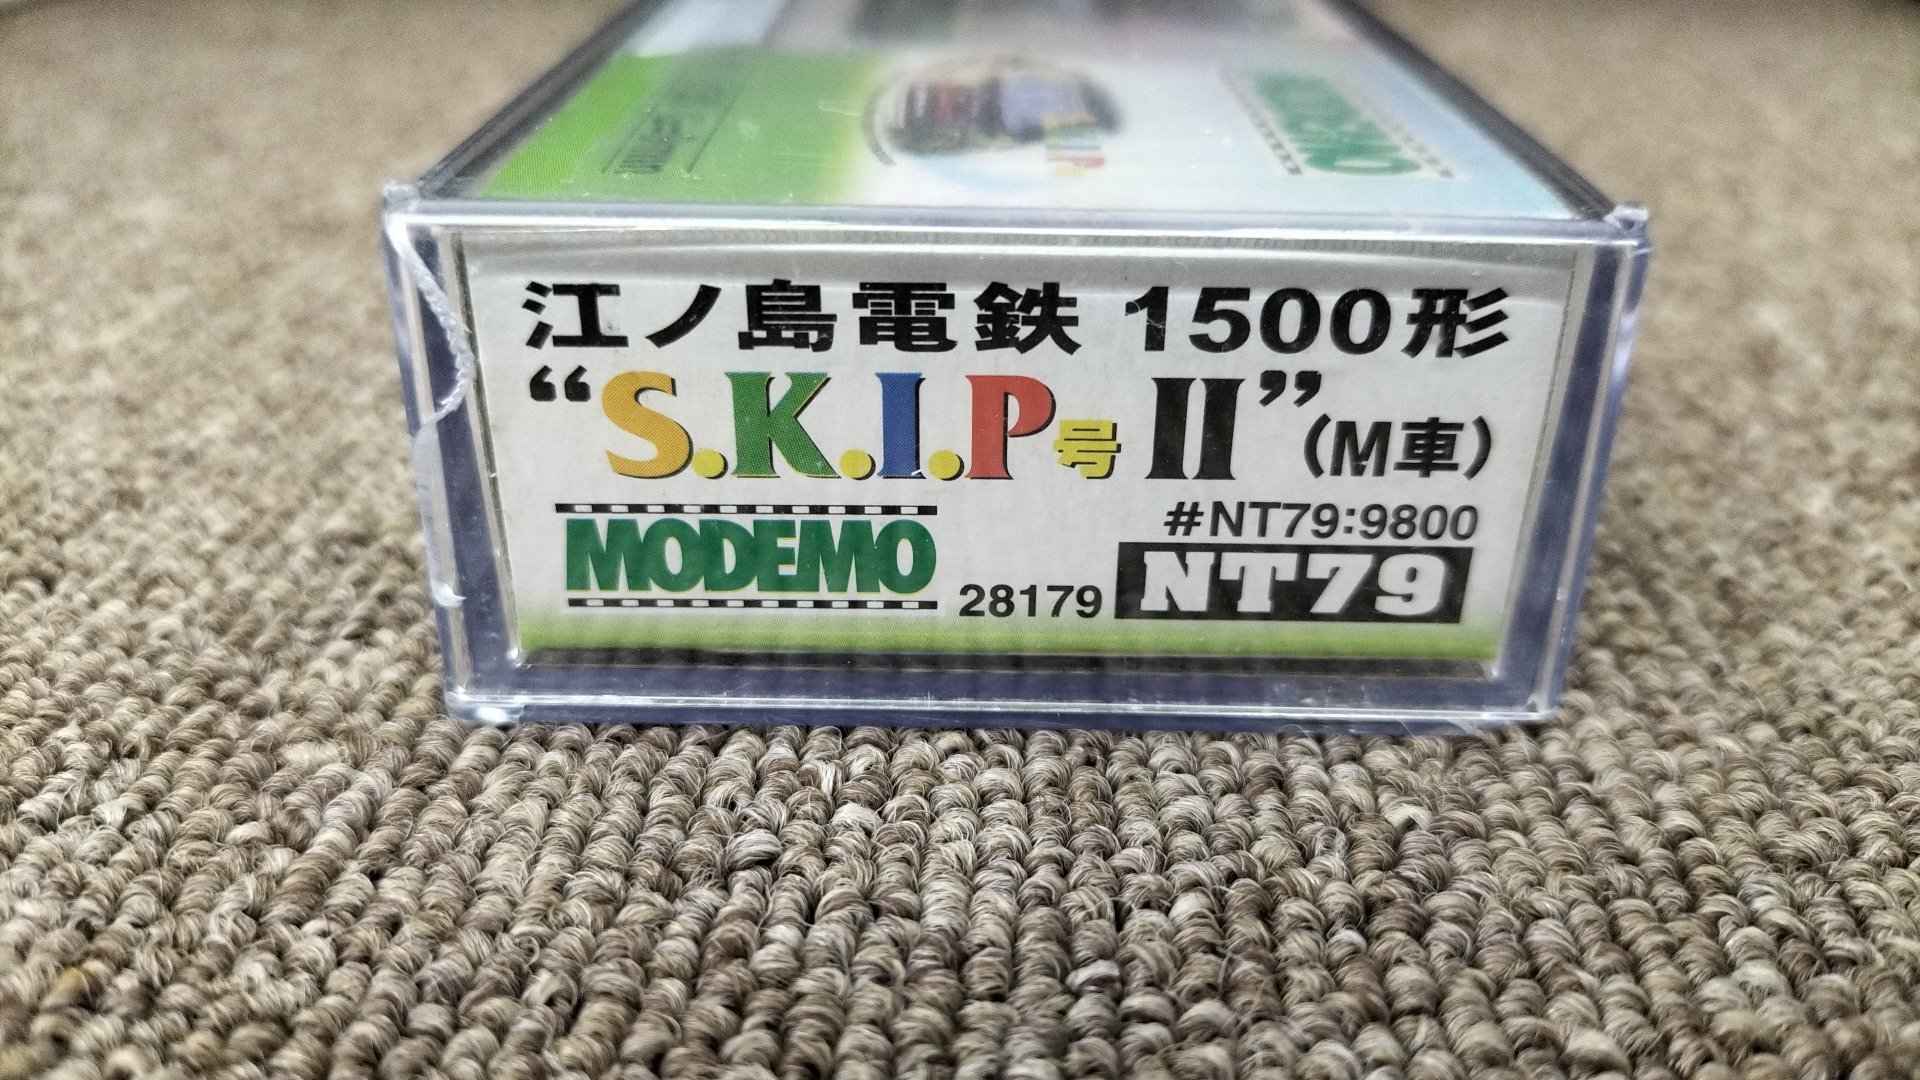 江ノ島電鉄 1500形
“S.K.I.P号 II”（M車）
#NT79:9800
MODEMO 28179 NT79